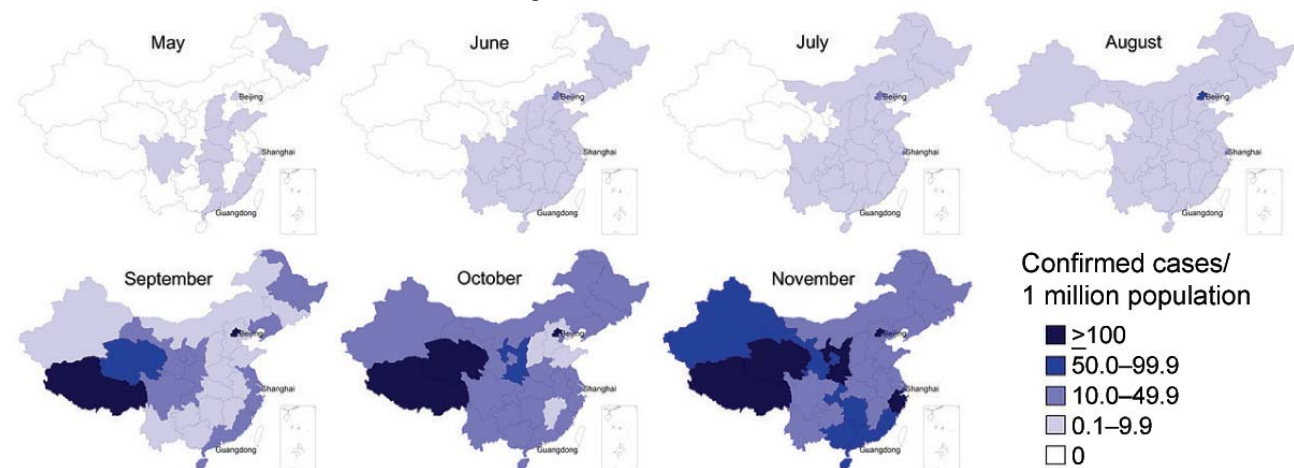 May
Beijing
Shanghai
Guangdong
June
Beijing
Shanghai
Guangdong
July
Beijing
Shanghai
Guangdong
August
Beijing
Shanghai
Guangdong
September
Beijing
Shanghai
Guangdong
October
Beijing
Shanghai
Guangdong
November
Beijing
Shanghai
Guangdong
Confirmed cases/
1 million population
≥100
50.0–99.9
10.0–49.9
0.1–9.9
0